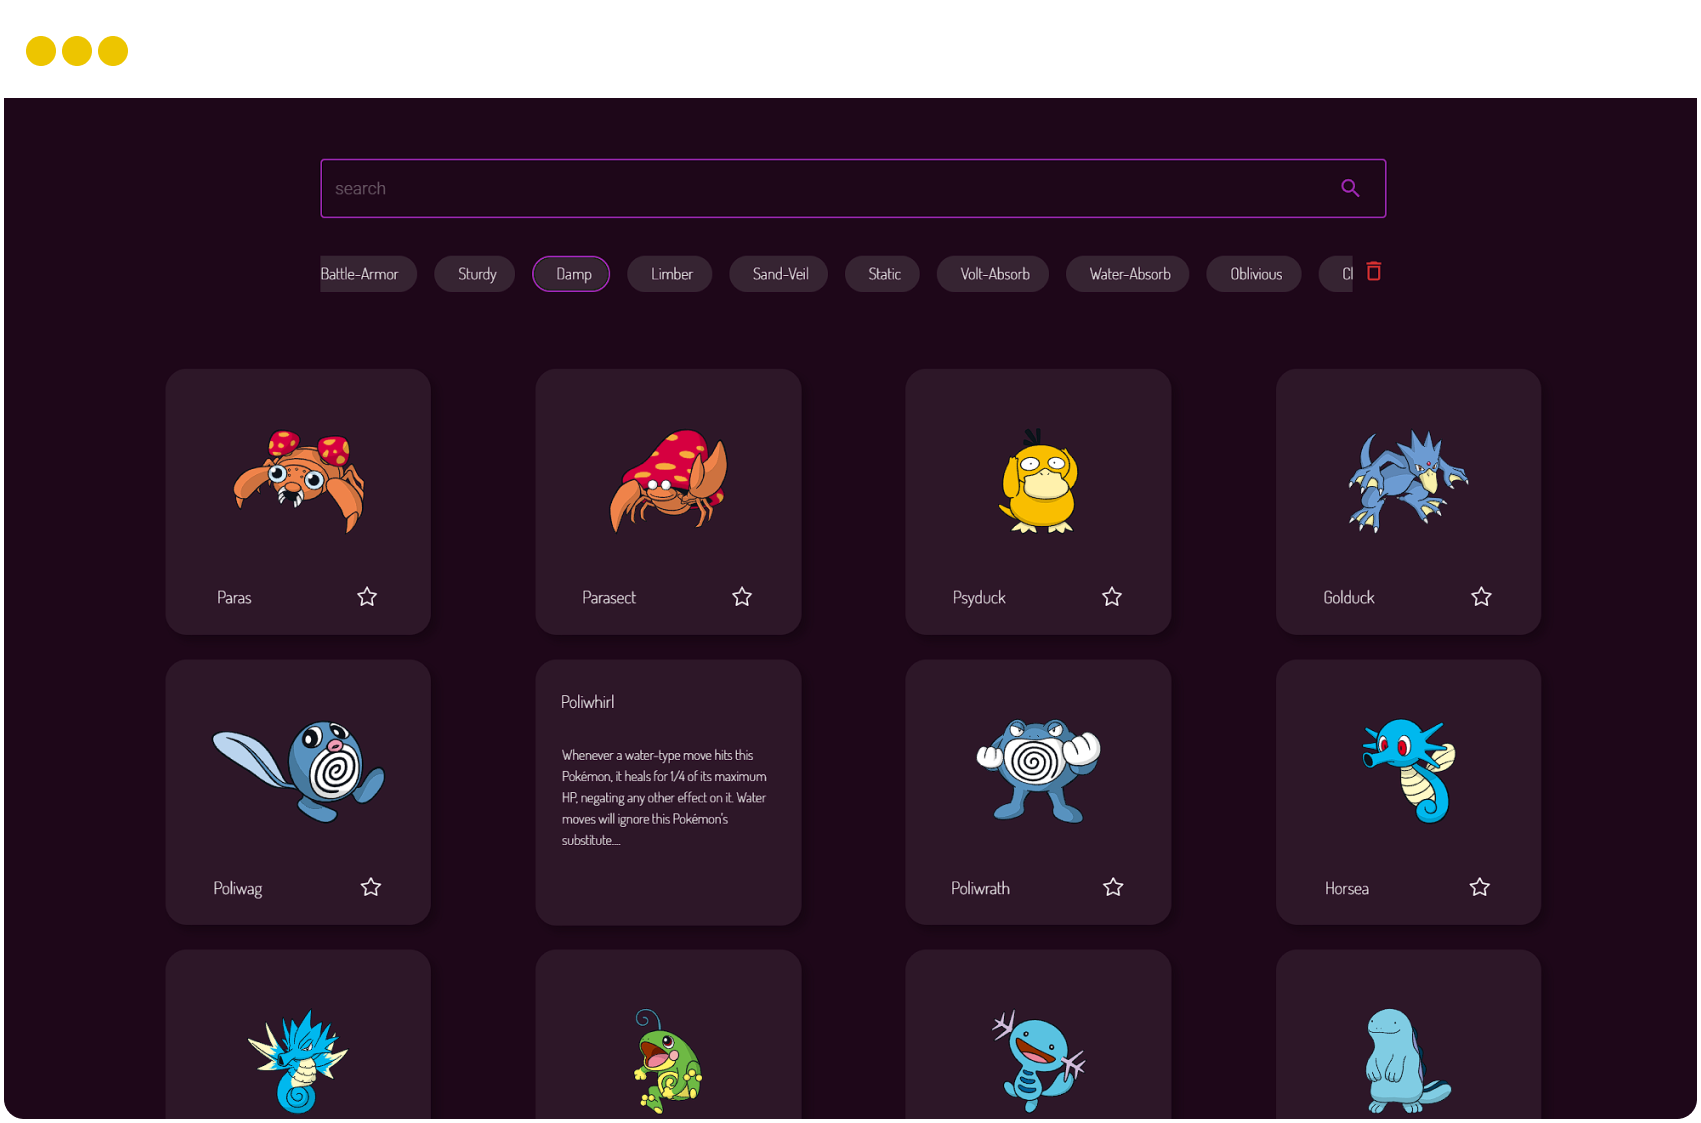 search
Battle-Armor Sturdy Damp Limber Sand-Veil Static Volt-Absorb Water-Absorb Oblivious
Paras Parasect Psyduck Golduck
Poliwhirl
Whenever a water-type move hits this
Pokémon, it heals for 1/4 of its maximum
HP, negating any other effect on it. Water
moves will ignore this Pokémon's
substitute....
Poliwag Poliwrath Horsea